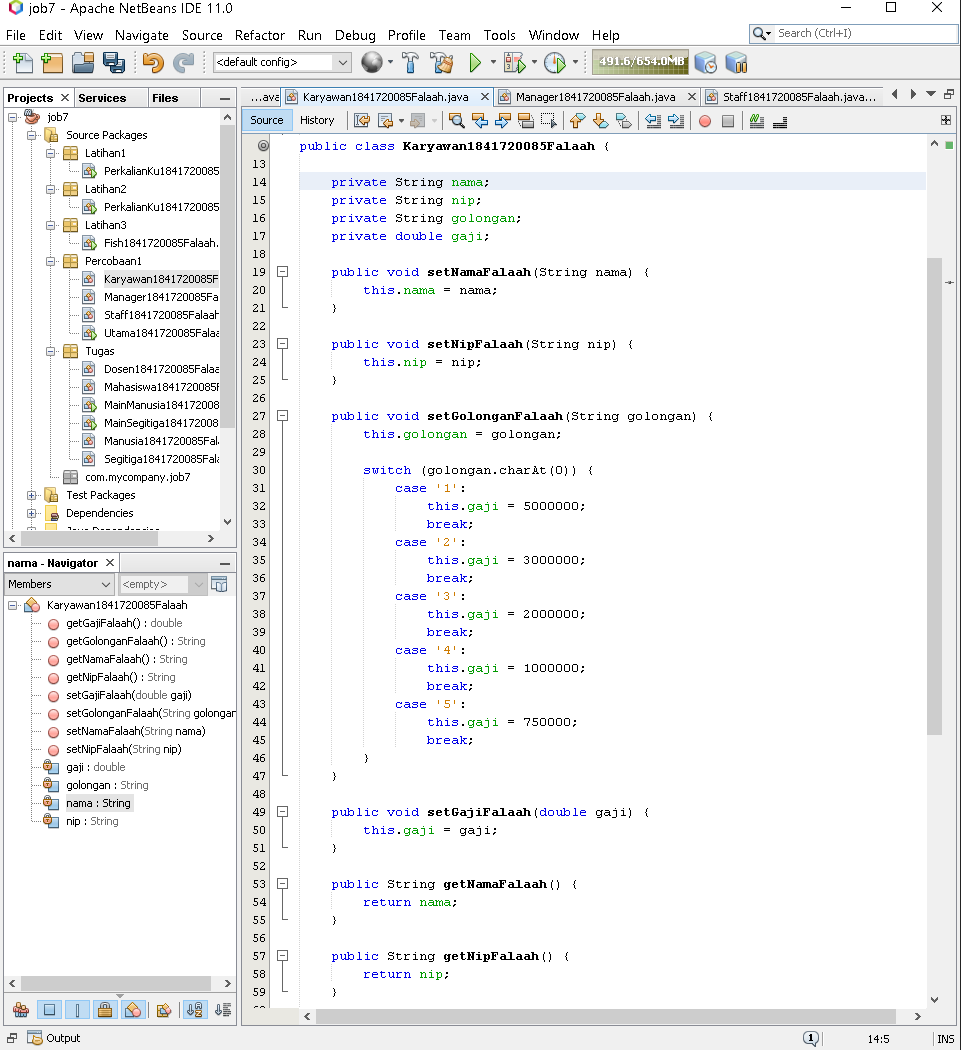 job7 - Apache NetBeans IDE 11.0
File Edit View Navigate Source Refactor Run Debug Profile Team Tools Window Help
Search (Ctrl+I)
<default config>
491.6/654.0MB
Projects Services Files
job7
Source Packages
Latihan1
PerkalianKu1841720085
Latihan2
PerkalianKu1841720085
Latihan3
Fish1841720085Falaah.
Percobaan1
Karyawan1841720085F
Manager1841720085Fa
Staff1841720085Falaah
Utama1841720085Falaa
Tugas
Dosen1841720085Falaa
Mahasiswa1841720085F
MainManusia184172008
MainSegitiga184172008
Manusia1841720085Fal
Segitiga1841720085Fala
com.mycompany.job7
Test Packages
Dependencies
Java Dependencies
nama - Navigator
Members <empty>
Karyawan1841720085Falaah
getGajiFalaah() : double
getGolonganFalaah() : String
getNamaFalaah() : String
getNipFalaah() : String
setGajiFalaah(double gaji)
setGolonganFalaah(String golongan
setNamaFalaah(String nama)
setNipFalaah(String nip)
gaji : double
golongan : String
nama : String
nip : String
...ava Karyawan1841720085Falaah.java Manager1841720085Falaah.java Staff1841720085Falaah.java...
Source History
public class Karyawan1841720085Falaah {
13
14 private String nama;
15 private String nip;
16 private String golongan;
17 private double gaji;
18
19 public void setNamaFalaah(String nama) {
20 this.nama = nama;
21 }
22
23 public void setNipFalaah(String nip) {
24 this.nip = nip;
25 }
26
27 public void setGolonganFalaah(String golongan) {
28 this.golongan = golongan;
29
30 switch (golongan.charAt(0)) {
31 case '1':
32 this.gaji = 5000000;
33 break;
34 case '2':
35 this.gaji = 3000000;
36 break;
37 case '3':
38 this.gaji = 2000000;
39 break;
40 case '4':
41 this.gaji = 1000000;
42 break;
43 case '5':
44 this.gaji = 750000;
45 break;
46 }
47 }
48
49 public void setGajiFalaah(double gaji) {
50 this.gaji = gaji;
51 }
52
53 public String getNamaFalaah() {
54 return nama;
55 }
56
57 public String getNipFalaah() {
58 return nip;
59 }
Output
1 14:5 INS